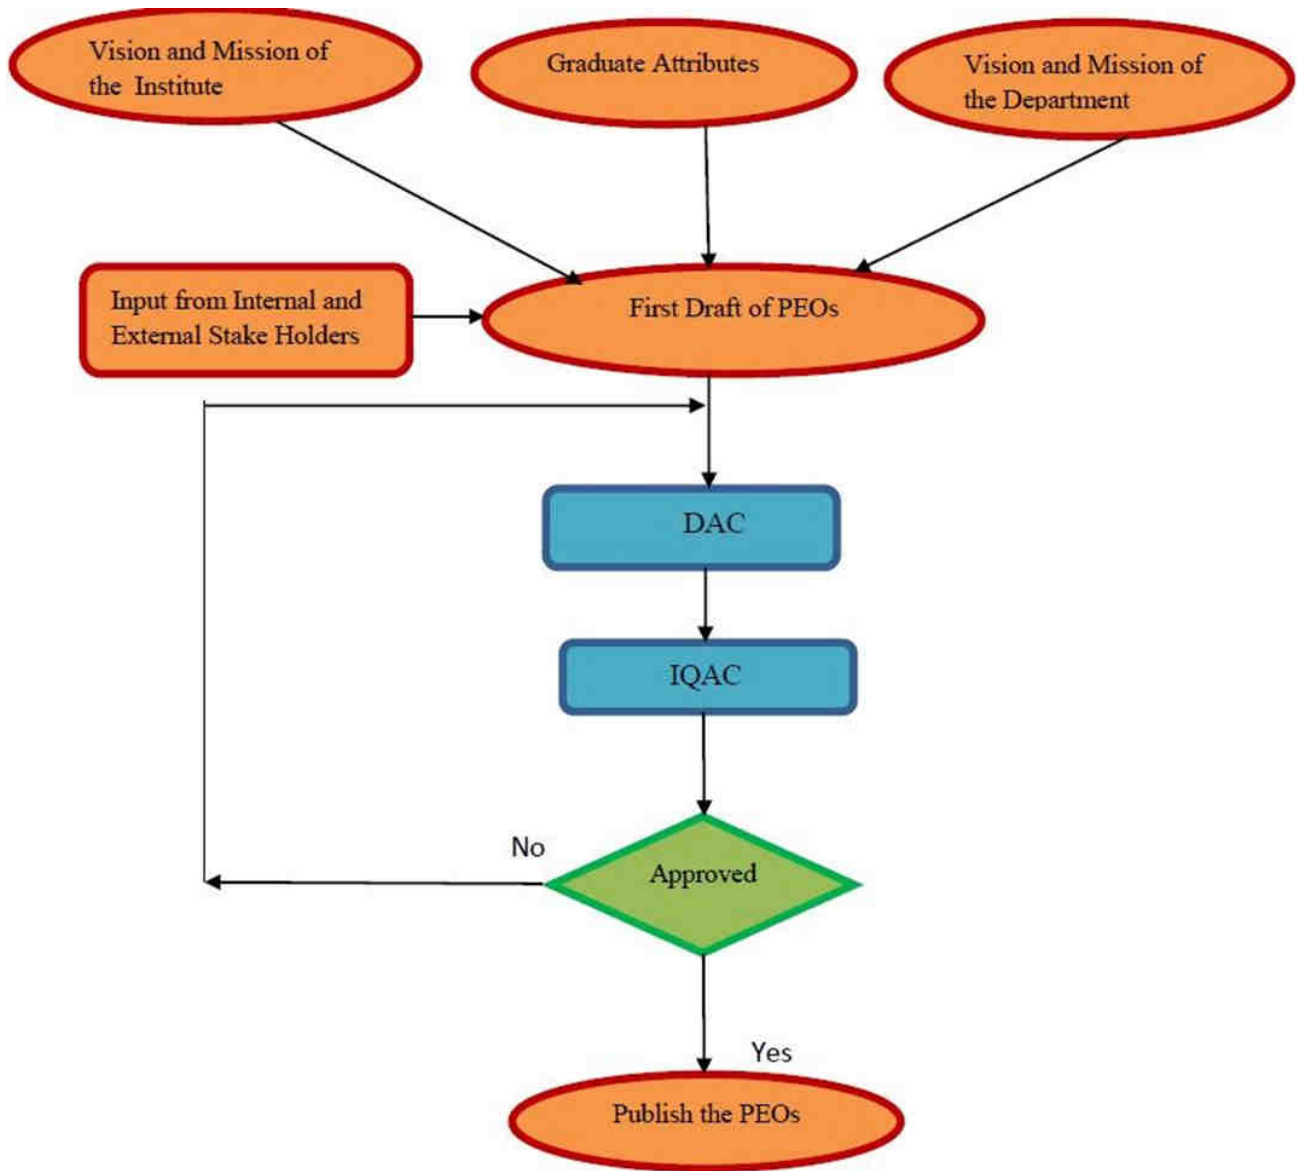 Vision and Mission of
the Institute
Graduate Attributes
Vision and Mission of
the Department
Input from Internal and
External Stake Holders
First Draft of PEOs
DAC
IQAC
No
Approved
Yes
Publish the PEOs